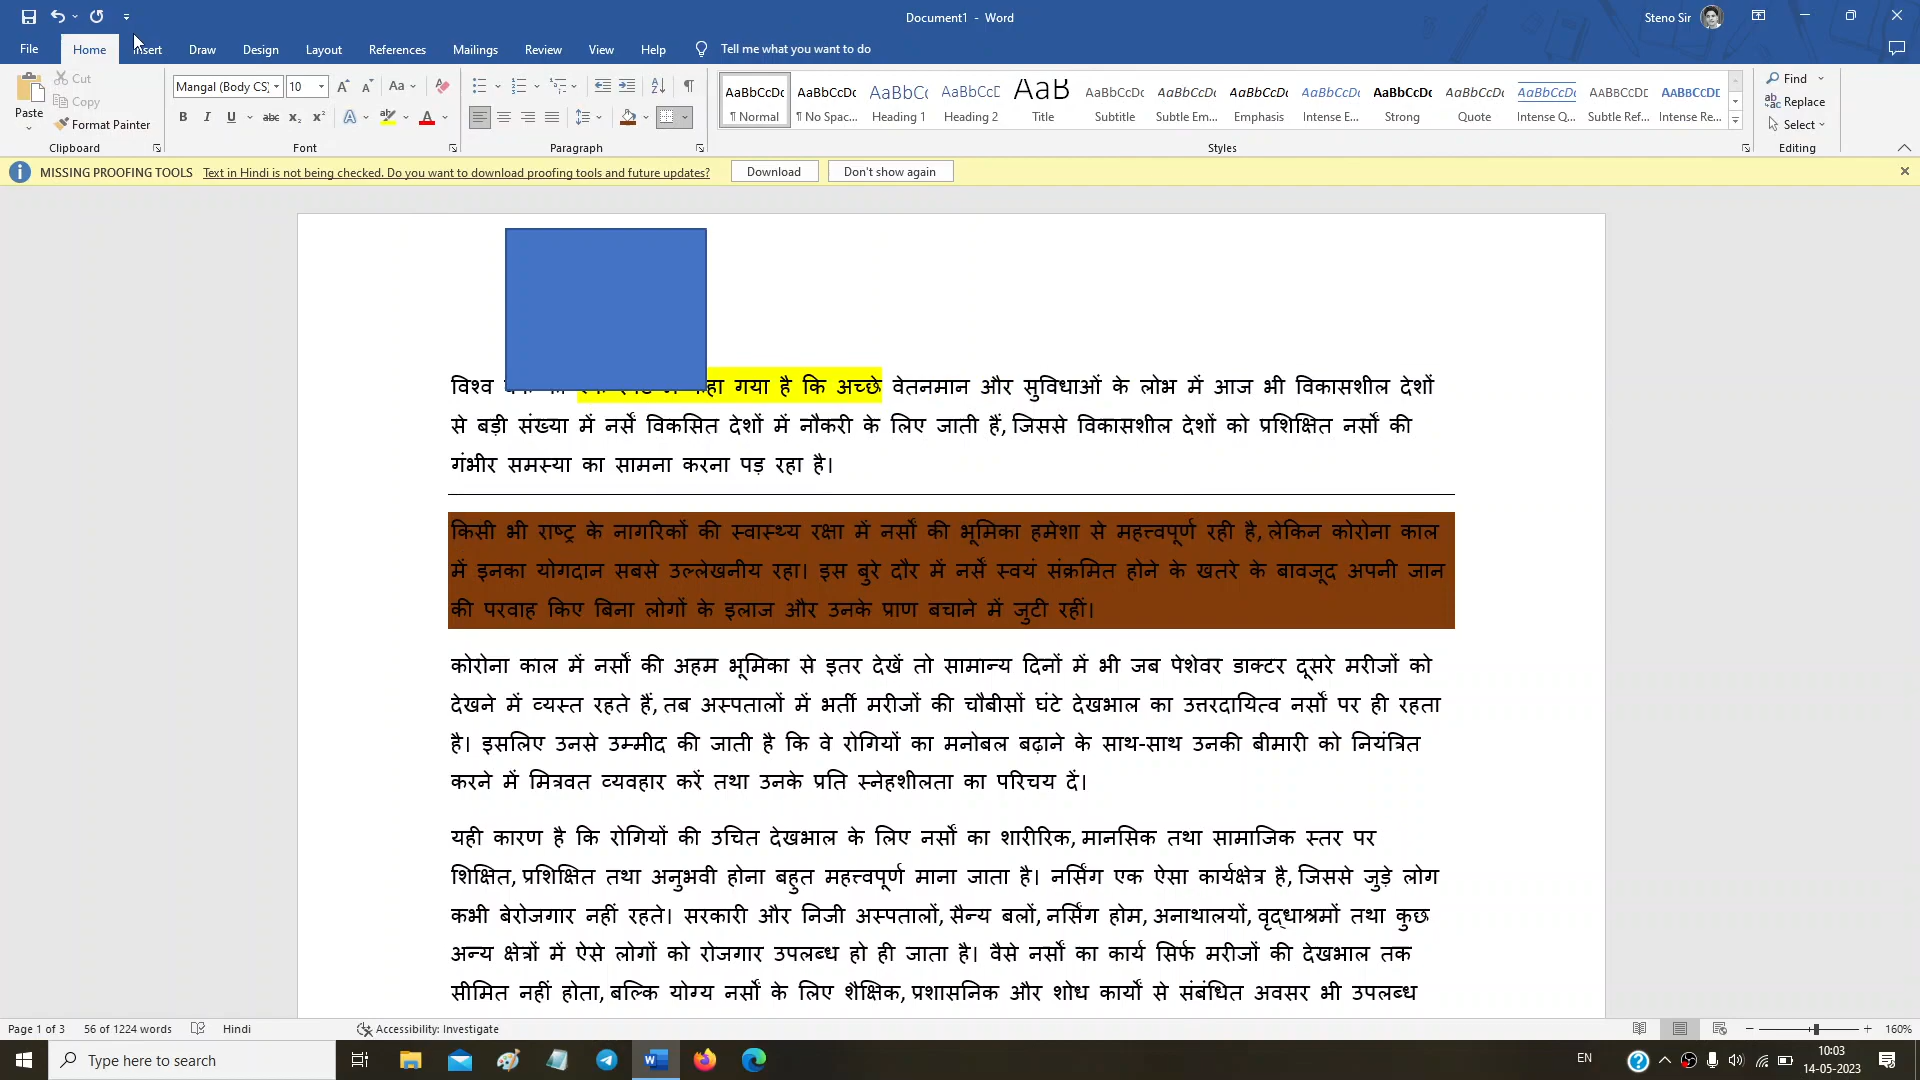 Document1 - Word
Steno Sir
File Home Insert Draw Design Layout References Mailings Review View Help Tell me what you want to do
Paste
Cut
Copy
Format Painter
Clipboard
Mangal (Body CS) 10
Font
Paragraph
AaBbCcDc AaBbCcDc AaBbC AaBbCcD AaB AaBbCcDc AaBbCcDc AaBbCcDc AaBbCcDc AaBbCcDc AaBbCcDc AaBbCcDc AABBCCDE AABBCCDE
¶ Normal ¶ No Spac... Heading 1 Heading 2 Title Subtitle Subtle Em... Emphasis Intense E... Strong Quote Intense Q... Subtle Ref... Intense Re...
Styles
Find
Replace
Select
Editing
MISSING PROOFING TOOLS Text in Hindi is not being checked. Do you want to download proofing tools and future updates? Download Don't show again
विश्व गया है कि अच्छे वेतनमान और सुविधाओं के लोभ में आज भी विकासशील देशों
से बड़ी संख्या में नर्सें विकसित देशों में नौकरी के लिए जाती हैं, जिससे विकासशील देशों को प्रशिक्षित नर्सों की
गंभीर समस्या का सामना करना पड़ रहा है।
किसी भी राष्ट्र के नागरिकों की स्वास्थ्य रक्षा में नर्सों की भूमिका हमेशा से महत्त्वपूर्ण रही है, लेकिन कोरोना काल
में इनका योगदान सबसे उल्लेखनीय रहा। इस बुरे दौर में नर्सें स्वयं संक्रमित होने के खतरे के बावजूद अपनी जान
की परवाह किए बिना लोगों के इलाज और उनके प्राण बचाने में जुटी रहीं।
कोरोना काल में नर्सों की अहम भूमिका से इतर देखें तो सामान्य दिनों में भी जब पेशेवर डाक्टर दूसरे मरीजों को
देखने में व्यस्त रहते हैं, तब अस्पतालों में भर्ती मरीजों की चौबीसों घंटे देखभाल का उत्तरदायित्व नर्सों पर ही रहता
है। इसलिए उनसे उम्मीद की जाती है कि वे रोगियों का मनोबल बढ़ाने के साथ-साथ उनकी बीमारी को नियंत्रित
करने में मित्रवत व्यवहार करें तथा उनके प्रति स्नेहशीलता का परिचय दें।
यही कारण है कि रोगियों की उचित देखभाल के लिए नर्सों का शारीरिक, मानसिक तथा सामाजिक स्तर पर
शिक्षित, प्रशिक्षित तथा अनुभवी होना बहुत महत्त्वपूर्ण माना जाता है। नर्सिंग एक ऐसा कार्यक्षेत्र है, जिससे जुड़े लोग
कभी बेरोजगार नहीं रहते। सरकारी और निजी अस्पतालों, सैन्य बलों, नर्सिंग होम, अनाथालयों, वृद्धाश्रमों तथा कुछ
अन्य क्षेत्रों में ऐसे लोगों को रोजगार उपलब्ध हो ही जाता है। वैसे नर्सों का कार्य सिर्फ मरीजों की देखभाल तक
सीमित नहीं होता, बल्कि योग्य नर्सों के लिए शैक्षिक, प्रशासनिक और शोध कार्यों से संबंधित अवसर भी उपलब्ध
Page 1 of 3 56 of 1224 words Hindi Accessibility: Investigate 160%
Type here to search
EN
10:03
14-05-2023